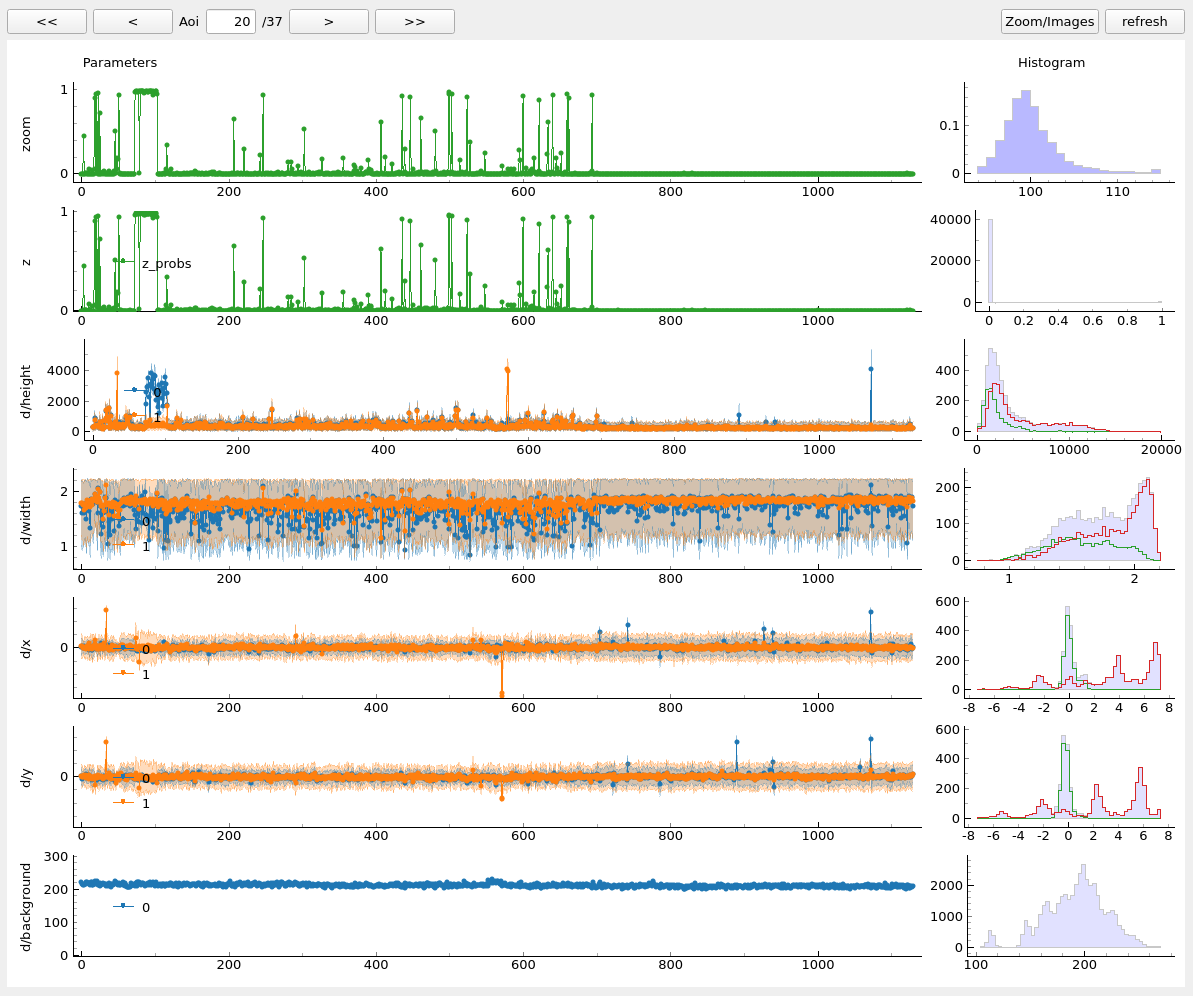 << < Aoi 20 /37 > >> Zoom/Images refresh
Parameters Histogram
zoom
1
0
0 200 400 600 800 1000
0.1
0
100 110
z
1
0
z_probs
0 200 400 600 800 1000
40000
20000
0
0 0.2 0.4 0.6 0.8 1
d/height
4000
2000
0
0
1
0 200 400 600 800 1000
400
200
0
0 10000 20000
d/width
2
1
0
1
0 200 400 600 800 1000
200
100
0
1 2
d/x
0
0
1
0 200 400 600 800 1000
600
400
200
0
-8 -6 -4 -2 0 2 4 6 8
d/y
0
0
1
0 200 400 600 800 1000
600
400
200
0
-8 -6 -4 -2 0 2 4 6 8
d/background
300
200
100
0
0
0 200 400 600 800 1000
2000
1000
0
100 200